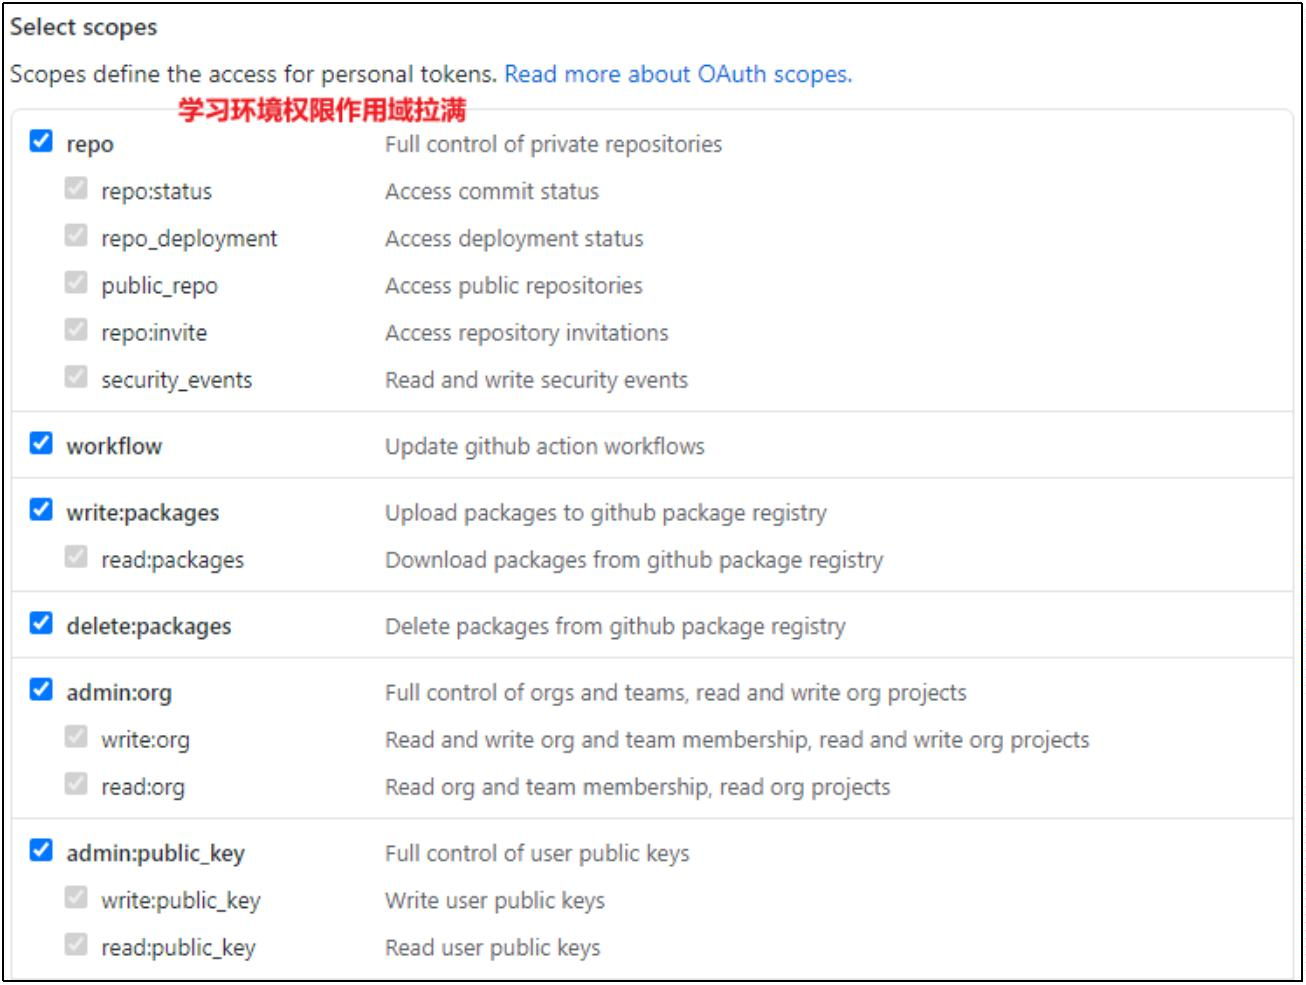 Select scopes
Scopes define the access for personal tokens. Read more about OAuth scopes.
学习环境权限作用域拉满
repo Full control of private repositories
repo:status Access commit status
repo_deployment Access deployment status
public_repo Access public repositories
repo:invite Access repository invitations
security_events Read and write security events
workflow Update github action workflows
write:packages Upload packages to github package registry
read:packages Download packages from github package registry
delete:packages Delete packages from github package registry
admin:org Full control of orgs and teams, read and write org projects
write:org Read and write org and team membership, read and write org projects
read:org Read org and team membership, read org projects
admin:public_key Full control of user public keys
write:public_key Write user public keys
read:public_key Read user public keys